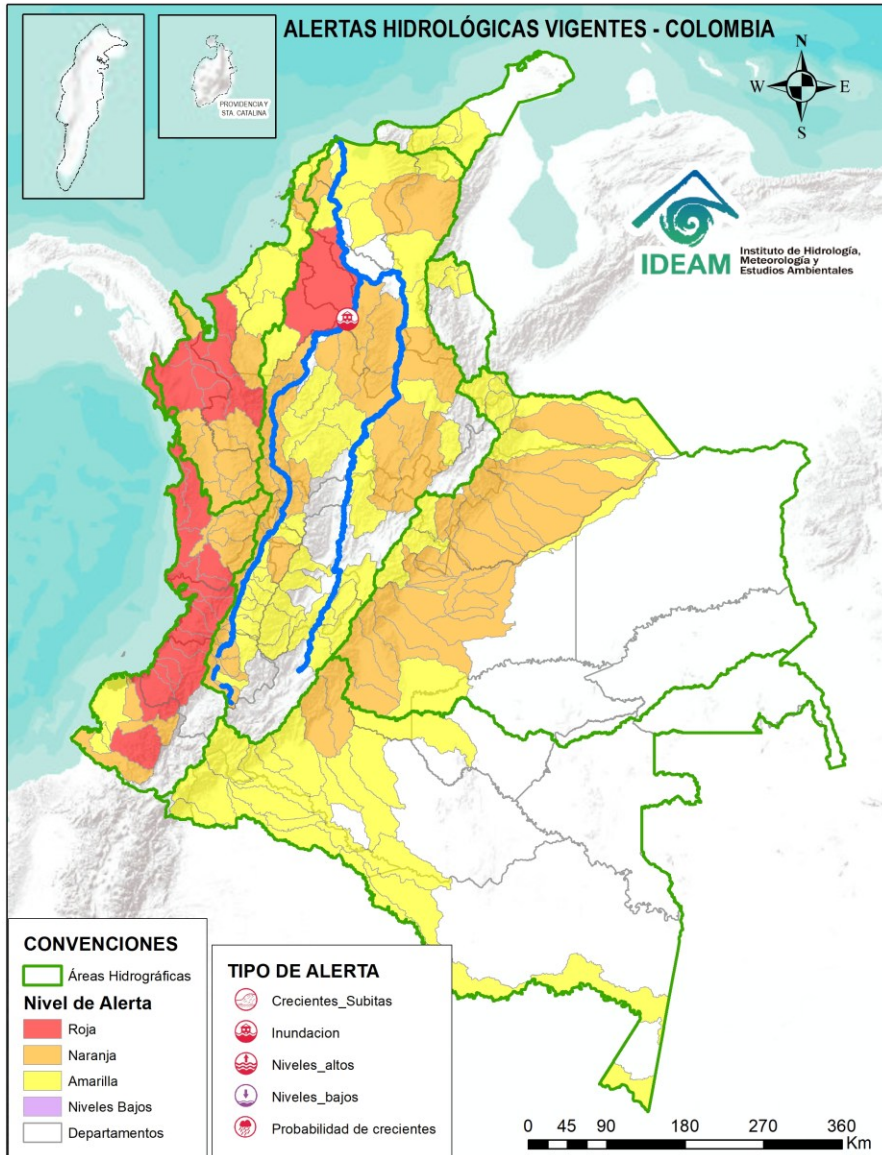 ALERTAS HIDROLÓGICAS VIGENTES - COLOMBIA
PROVIDENCIA Y
STA. CATALINA
N
W
E
S
IDEAM
Instituto de Hidrología,
Meteorología y
Estudios Ambientales
CONVENCIONES
Áreas Hidrográficas
Nivel de Alerta
Roja
Naranja
Amarilla
Niveles Bajos
Departamentos
TIPO DE ALERTA
Crecientes_Subitas
Inundacion
Niveles_altos
Niveles_bajos
Probabilidad de crecientes
0 45 90 180 270 360
Km